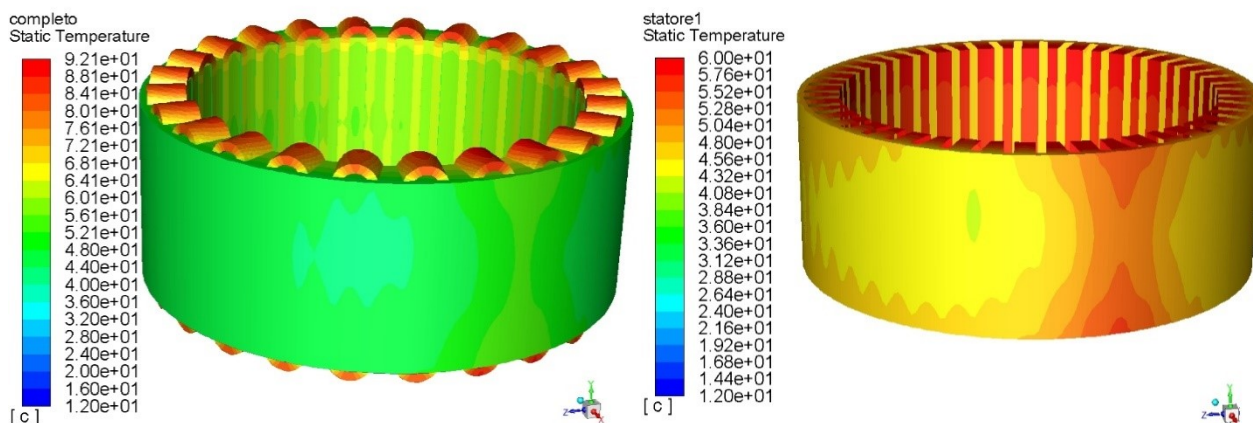 completo
Static Temperature
9.21e+01
8.81e+01
8.41e+01
8.01e+01
7.61e+01
7.21e+01
6.81e+01
6.41e+01
6.01e+01
5.61e+01
5.21e+01
4.80e+01
4.40e+01
4.00e+01
3.60e+01
3.20e+01
2.80e+01
2.40e+01
2.00e+01
1.60e+01
1.20e+01
[ c ]
Y
Z
X
statore1
Static Temperature
6.00e+01
5.76e+01
5.52e+01
5.28e+01
5.04e+01
4.80e+01
4.56e+01
4.32e+01
4.08e+01
3.84e+01
3.60e+01
3.36e+01
3.12e+01
2.88e+01
2.64e+01
2.40e+01
2.16e+01
1.92e+01
1.68e+01
1.44e+01
1.20e+01
[ c ]
Y
Z
X